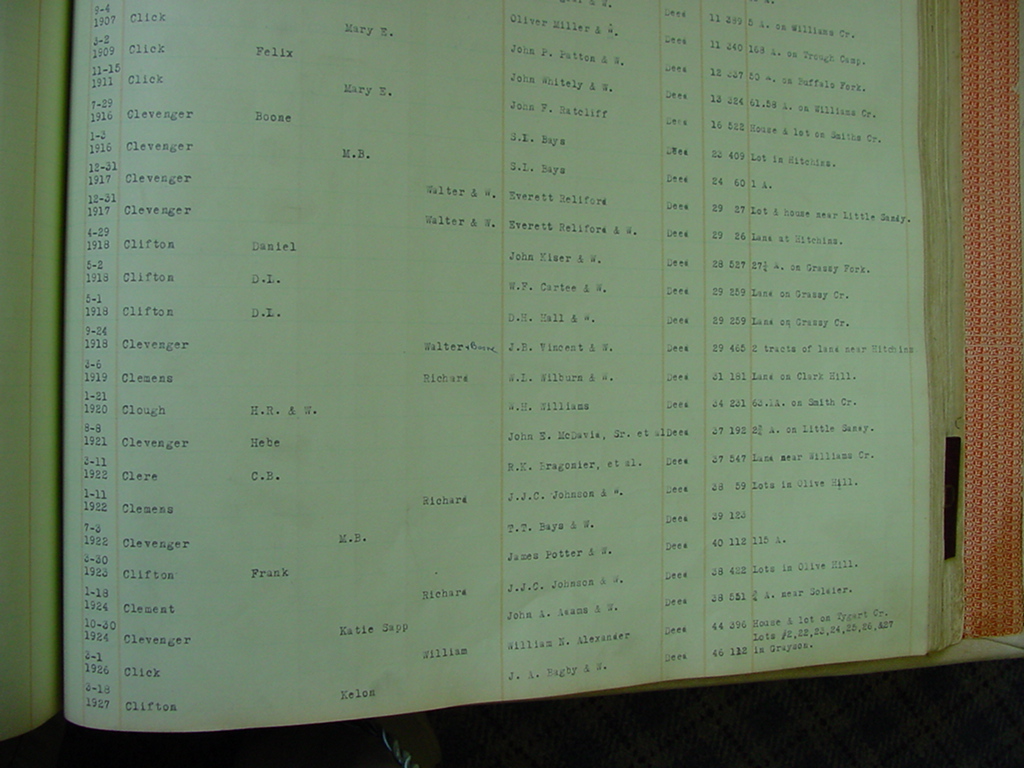 Deed 11 399 5 A. on Williams Cr.
Oliver Miller & W. Deed 11 240 168 A. on Trough Camp.
9-4
1907 Click Mary E. John P. Patton & W. Deed 12 337 50 A. on Buffalo Fork.
3-2
1909 Click Felix John Whitely & W. Deed 13 324 61.58 A. on Williams Cr.
11-15
1911 Click Mary E. John F. Ratcliff Deed 16 522 House & lot on Smiths Cr.
7-29
1916 Clevenger Boone S.L. Bays Deed 22 409 Lot in Hitchins.
1-3
1916 Clevenger M.B. S.L. Bays Deed 24 60 1 A.
12-31
1917 Clevenger Walter & W. Everett Reliford Deed 29 27 Lot & house near Little Sandy.
12-31
1917 Clevenger Walter & W. Everett Reliford & W. Deed 29 26 Land at Hitchins.
4-29
1918 Clifton Daniel John Kiser & W. Deed 28 527 27½ A. on Grassy Fork.
5-2
1918 Clifton D.L. W.F. Cartee & W. Deed 29 259 Land on Grassy Cr.
5-1
1918 Clifton D.L. D.H. Hall & W. Deed 29 259 Land on Grassy Cr.
9-24
1918 Clevenger Walter & Boone J.B. Vincent & W. Deed 29 465 2 tracts of land near Hitchins
3-6
1919 Clemens Richard W.L. Wilburn & W. Deed 31 181 Land on Clark Hill.
1-21
1920 Clough H.R. & W. W.H. Williams Deed 34 231 63.1A. on Smith Cr.
8-8
1921 Clevenger Hebe John E. McDavid, Sr. et al Deed 37 192 A. on Little Sandy.
3-11
1922 Clere C.B. R.K. Bragonier, et al. Deed 37 547 Land near Williams Cr.
1-11
1922 Clemens Richard J.J.C. Johnson & W. Deed 38 59 Lots in Olive Hill.
7-3
1922 Clevenger M.B. T.T. Bays & W. Deed 39 123
3-30
1923 Clifton Frank James Potter & W. Deed 40 112 115 A.
1-18
1924 Clement Richard J.J.C. Johnson & W. Deed 38 422 Lots in Olive Hill.
10-30
1924 Clevenger Katie Sapp John A. Adams & W. Deed 38 551 A. near Soldier.
2-1
1926 Click William William N. Alexander Deed 44 396 House & lot on Tygart Cr.
Lots #2,22,23,24,25,26,&27
3-18
1927 Clifton Kelon J. A. Bagby & W. Deed 46 112 in Grayson.